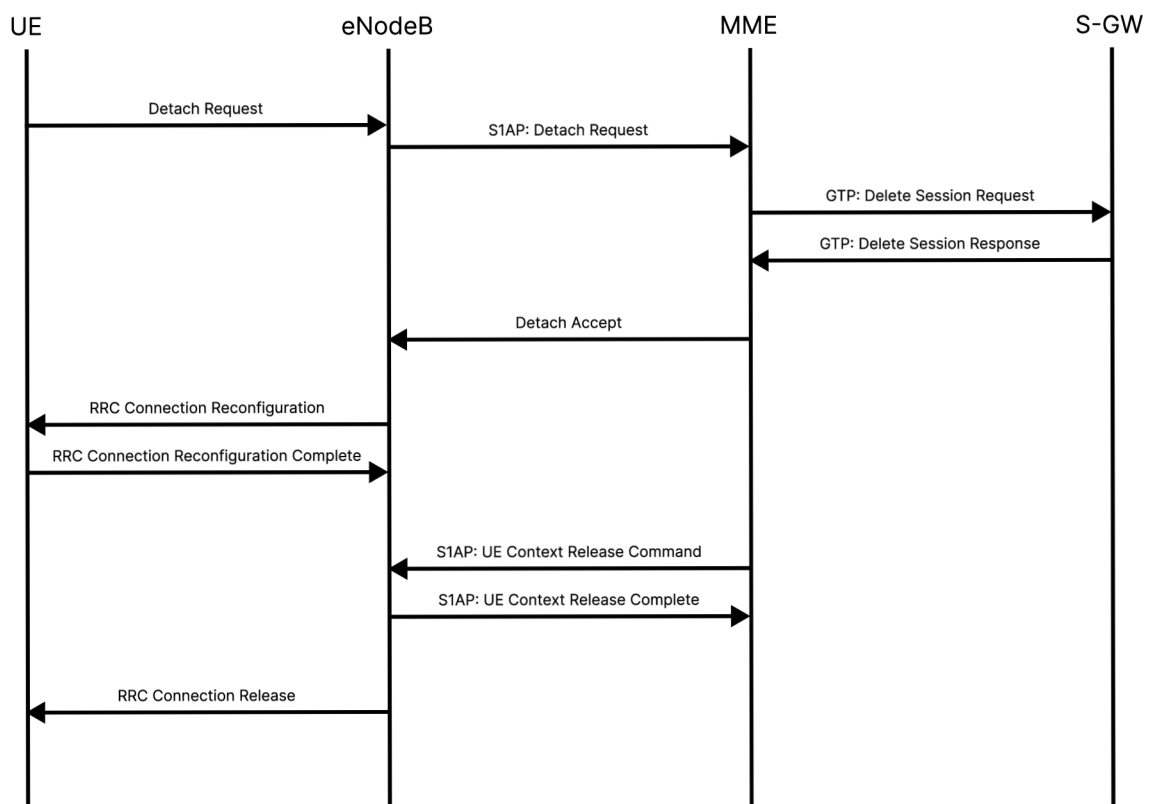 UE
eNodeB
MME
S-GW
Detach Request
S1AP: Detach Request
GTP: Delete Session Request
GTP: Delete Session Response
Detach Accept
RRC Connection Reconfiguration
RRC Connection Reconfiguration Complete
S1AP: UE Context Release Command
S1AP: UE Context Release Complete
RRC Connection Release